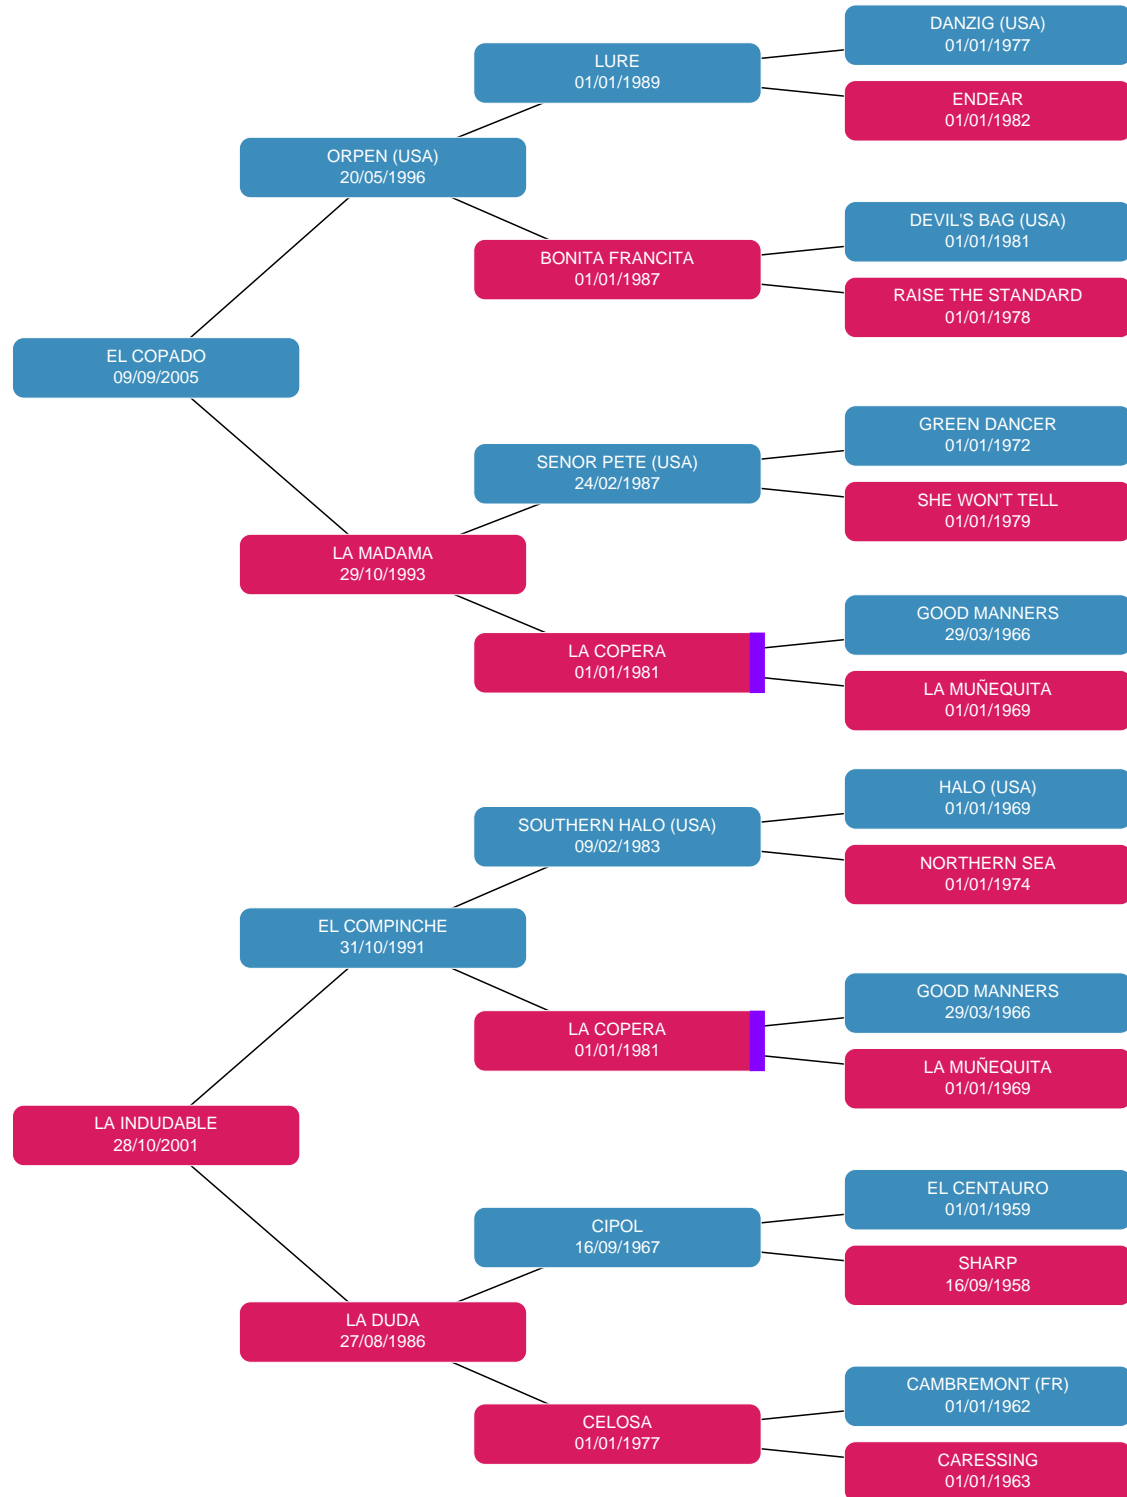 DANZIG (USA)
01/01/1977
LURE
01/01/1989
ENDEAR
01/01/1982
ORPEN (USA)
20/05/1996
DEVIL'S BAG (USA)
01/01/1981
BONITA FRANCITA
01/01/1987
RAISE THE STANDARD
01/01/1978
EL COPADO
09/09/2005
GREEN DANCER
01/01/1972
SENOR PETE (USA)
24/02/1987
SHE WON'T TELL
01/01/1979
LA MADAMA
29/10/1993
GOOD MANNERS
29/03/1966
LA COPERA
01/01/1981
LA MUÑEQUITA
01/01/1969
HALO (USA)
01/01/1969
SOUTHERN HALO (USA)
09/02/1983
NORTHERN SEA
01/01/1974
EL COMPINCHE
31/10/1991
GOOD MANNERS
29/03/1966
LA COPERA
01/01/1981
LA MUÑEQUITA
01/01/1969
LA INDUDABLE
28/10/2001
EL CENTAURO
01/01/1959
CIPOL
16/09/1967
SHARP
16/09/1958
LA DUDA
27/08/1986
CAMBREMONT (FR)
01/01/1962
CELOSA
01/01/1977
CARESSING
01/01/1963